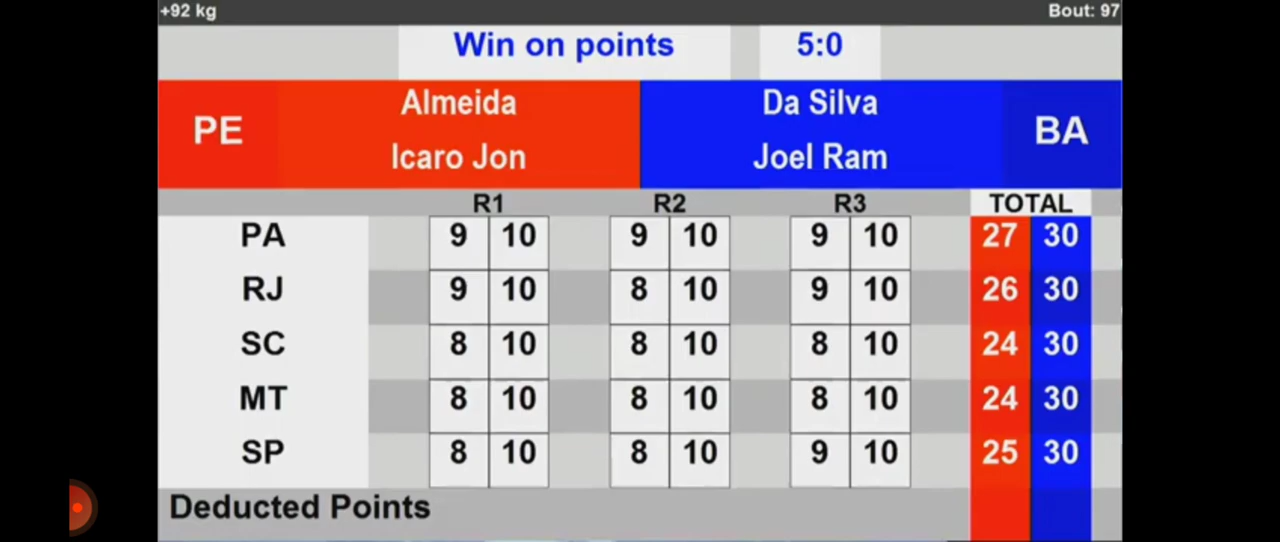 +92 kg Bout: 97
Win on points 5:0
PE Almeida Icaro Jon Da Silva Joel Ram BA
R1 R2 R3 TOTAL
PA 9 10 9 10 9 10 27 30
RJ 9 10 8 10 9 10 26 30
SC 8 10 8 10 8 10 24 30
MT 8 10 8 10 8 10 24 30
SP 8 10 8 10 9 10 25 30
Deducted Points